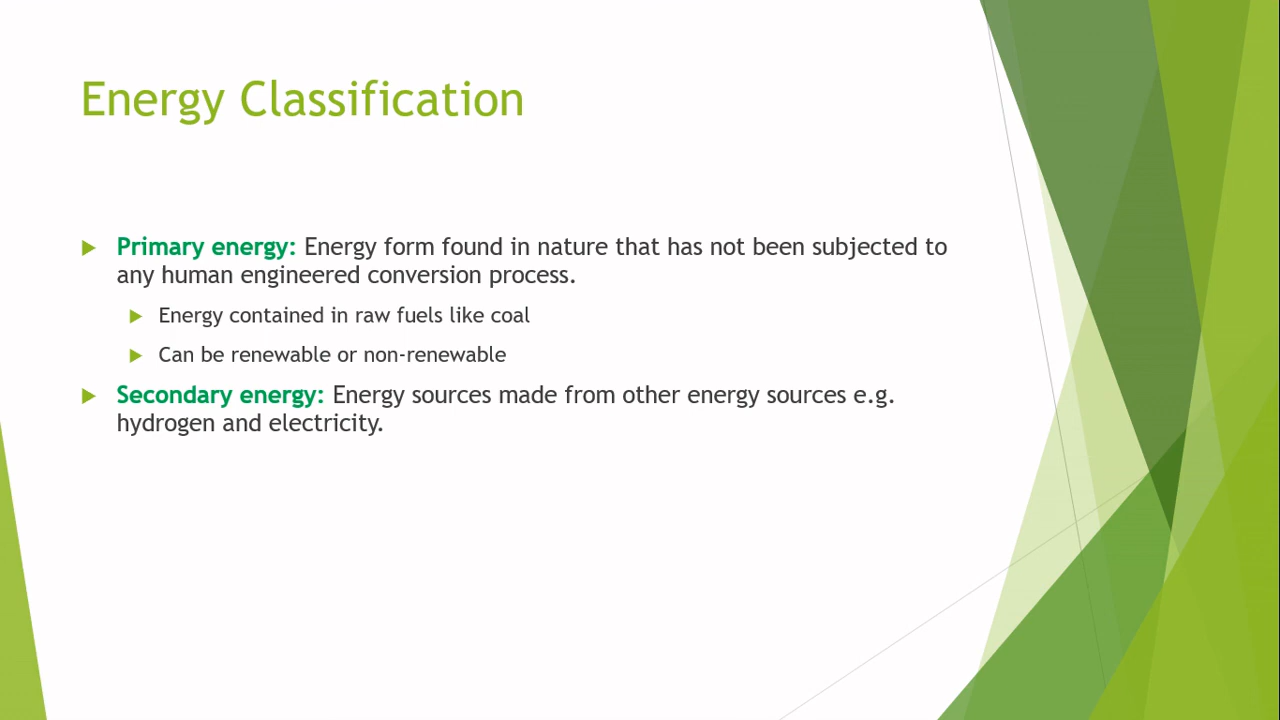 Energy Classification
Primary energy: Energy form found in nature that has not been subjected to
any human engineered conversion process.
Energy contained in raw fuels like coal
Can be renewable or non-renewable
Secondary energy: Energy sources made from other energy sources e.g.
hydrogen and electricity.